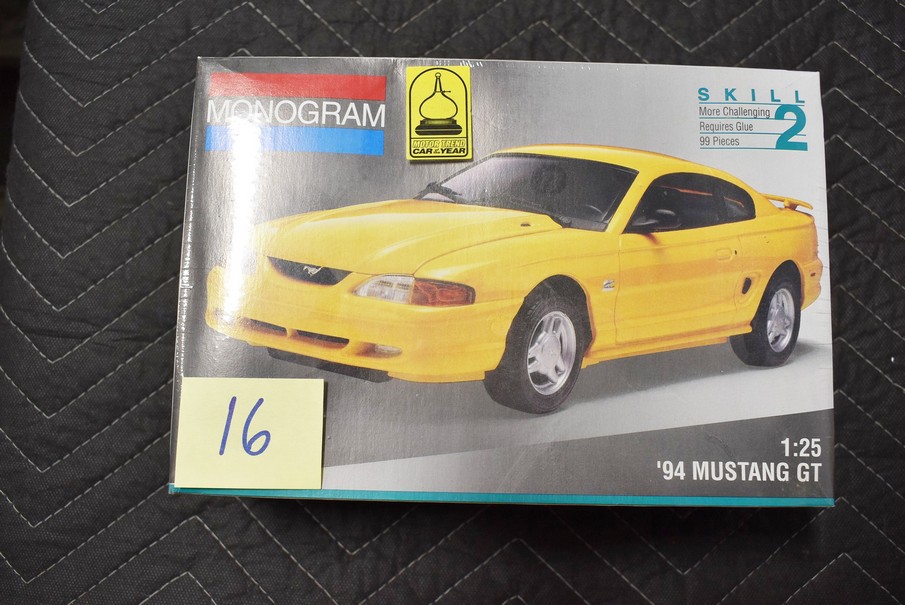 MONOGRAM
MOTOR TREND
CAR OF THE YEAR
SKILL 2
More Challenging
Requires Glue
99 Pieces
16
1:25
'94 MUSTANG GT